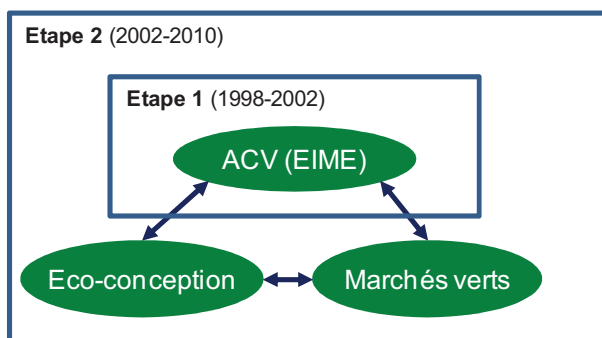 Etape 2 (2002-2010)
Etape 1 (1998-2002)
ACV (EIME)
Eco-conception
Marchés verts